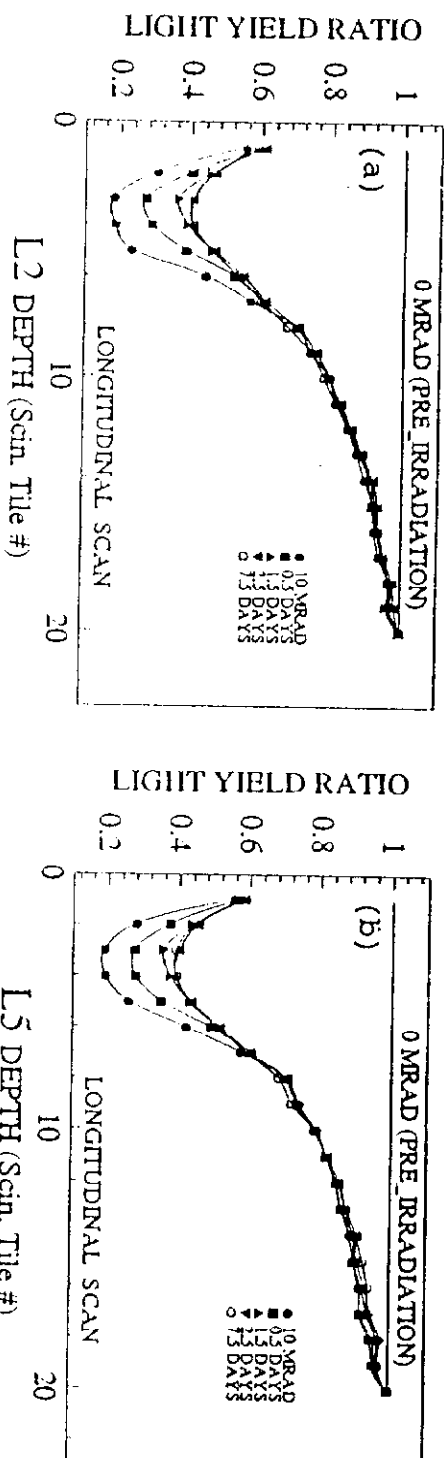 LIGHT YIELD RATIO
0.2
0.4
0.6
0.8
1
(a)
0 MRAD (PRE_IRRADIATION)
LONGITUDINAL SCAN
10 MRAD
0.5 DAYS
1.5 DAYS
7.5 DAYS
0
10
20
L2 DEPTH (Scin. Tile #)
LIGHT YIELD RATIO
0.2
0.4
0.6
0.8
1
(b)
0 MRAD (PRE_IRRADIATION)
LONGITUDINAL SCAN
10 MRAD
0.5 DAYS
1.5 DAYS
7.5 DAYS
0
10
20
L5 DEPTH (Scin. Tile #)